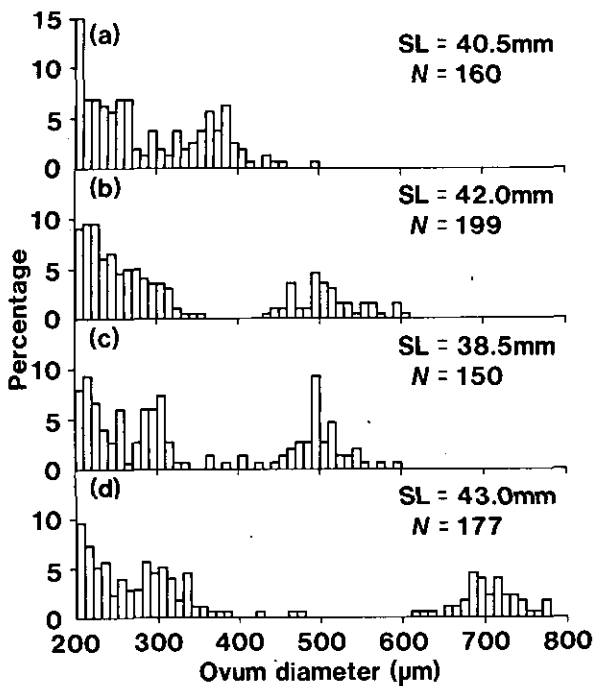 15
(a)
SL = 40.5mm
N = 160
10
5
0
(b)
SL = 42.0mm
N = 199
10
5
0
(c)
SL = 38.5mm
N = 150
10
5
0
(d)
SL = 43.0mm
N = 177
10
5
0
Percentage
200 300 400 500 600 700 800
Ovum diameter (μm)